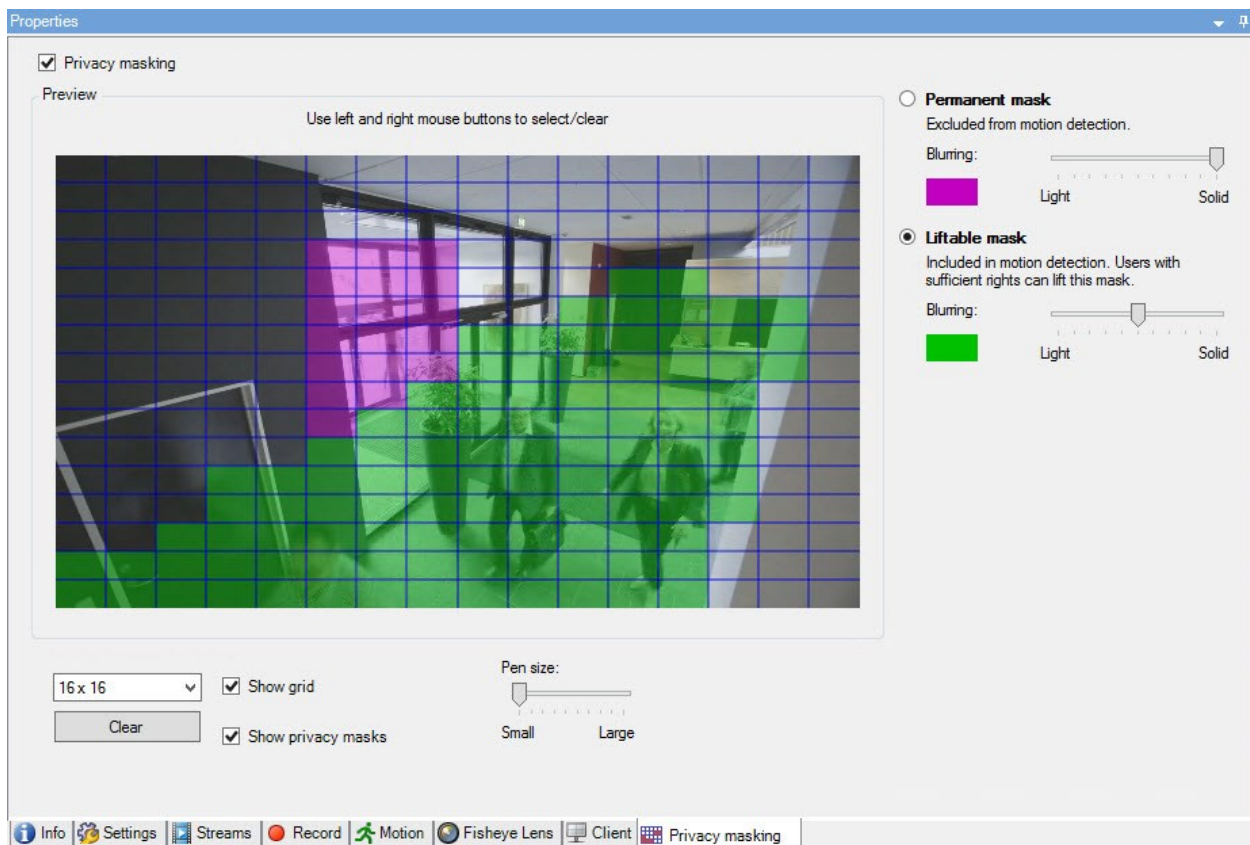 Properties
Privacy masking
Preview
Use left and right mouse buttons to select/clear
Permanent mask
Excluded from motion detection.
Blurring:
Light Solid
Liftable mask
Included in motion detection. Users with
sufficient rights can lift this mask.
Blurring:
Light Solid
16 x 16
Show grid
Pen size:
Clear
Show privacy masks
Small Large
Info Settings Streams Record Motion Fisheye Lens Client Privacy masking